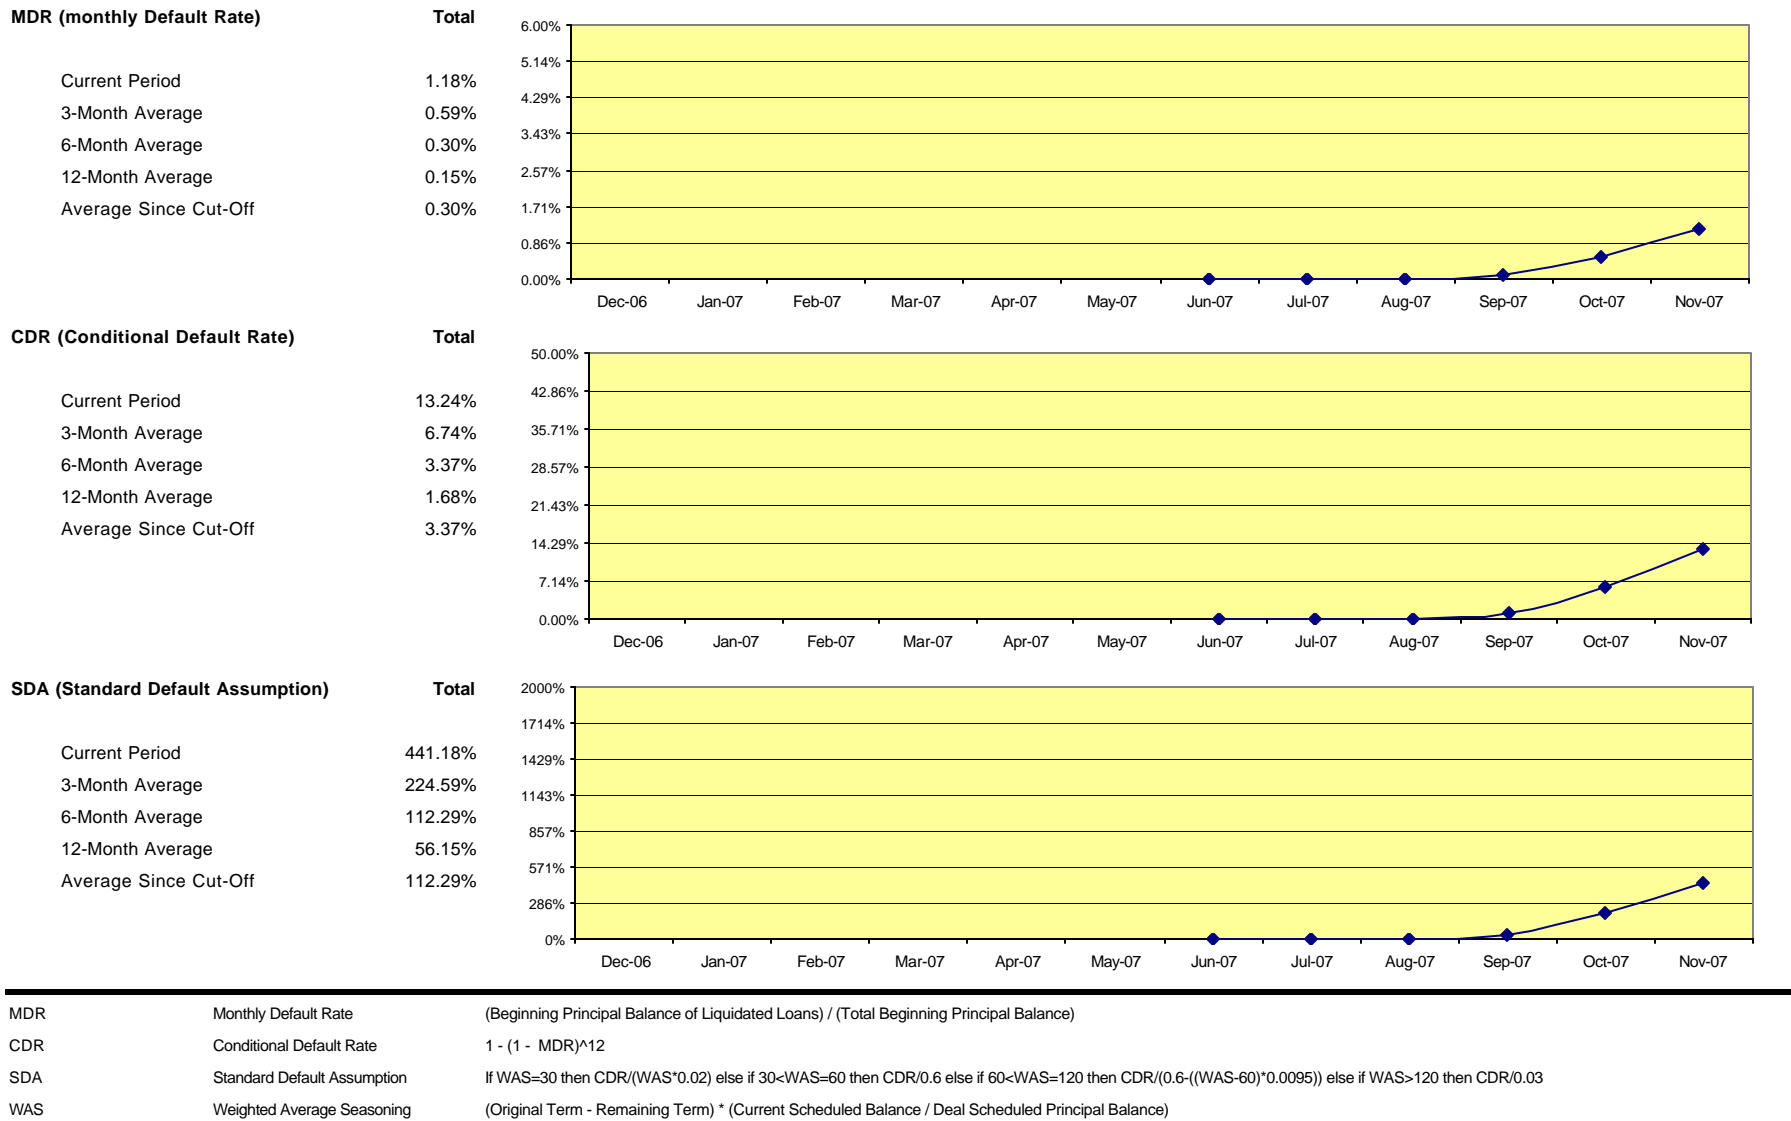 MDR (monthly Default Rate) Total
Current Period 1.18%
3-Month Average 0.59%
6-Month Average 0.30%
12-Month Average 0.15%
Average Since Cut-Off 0.30%
6.00%
5.14%
4.29%
3.43%
2.57%
1.71%
0.86%
0.00%
Dec-06 Jan-07 Feb-07 Mar-07 Apr-07 May-07 Jun-07 Jul-07 Aug-07 Sep-07 Oct-07 Nov-07
CDR (Conditional Default Rate) Total
Current Period 13.24%
3-Month Average 6.74%
6-Month Average 3.37%
12-Month Average 1.68%
Average Since Cut-Off 3.37%
50.00%
42.86%
35.71%
28.57%
21.43%
14.29%
7.14%
0.00%
Dec-06 Jan-07 Feb-07 Mar-07 Apr-07 May-07 Jun-07 Jul-07 Aug-07 Sep-07 Oct-07 Nov-07
SDA (Standard Default Assumption) Total
Current Period 441.18%
3-Month Average 224.59%
6-Month Average 112.29%
12-Month Average 56.15%
Average Since Cut-Off 112.29%
2000%
1714%
1429%
1143%
857%
571%
286%
0%
Dec-06 Jan-07 Feb-07 Mar-07 Apr-07 May-07 Jun-07 Jul-07 Aug-07 Sep-07 Oct-07 Nov-07
MDR Monthly Default Rate (Beginning Principal Balance of Liquidated Loans) / (Total Beginning Principal Balance)
CDR Conditional Default Rate 1 - (1 - MDR)^12
SDA Standard Default Assumption If WAS=30 then CDR/(WAS*0.02) else if 30<WAS=60 then CDR/0.6 else if 60<WAS=120 then CDR/(0.6-((WAS-60)*0.0095)) else if WAS>120 then CDR/0.03
WAS Weighted Average Seasoning (Original Term - Remaining Term) * (Current Scheduled Balance / Deal Scheduled Principal Balance)